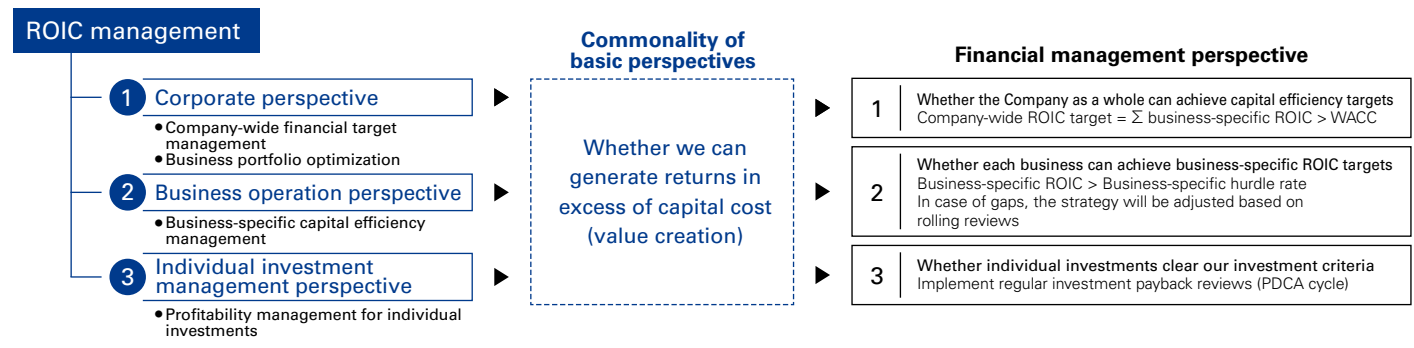 ROIC management
1 Corporate perspective
•Company-wide financial target
management
•Business portfolio optimization
2 Business operation perspective
•Business-specific capital efficiency
management
3 Individual investment
management perspective
•Profitability management for individual
investments
Commonality of
basic perspectives
Whether we can
generate returns in
excess of capital cost
(value creation)
Financial management perspective
1 Whether the Company as a whole can achieve capital efficiency targets
Company-wide ROIC target = Σ business-specific ROIC > WACC
2 Whether each business can achieve business-specific ROIC targets
Business-specific ROIC > Business-specific hurdle rate
In case of gaps, the strategy will be adjusted based on
rolling reviews
3 Whether individual investments clear our investment criteria
Implement regular investment payback reviews (PDCA cycle)